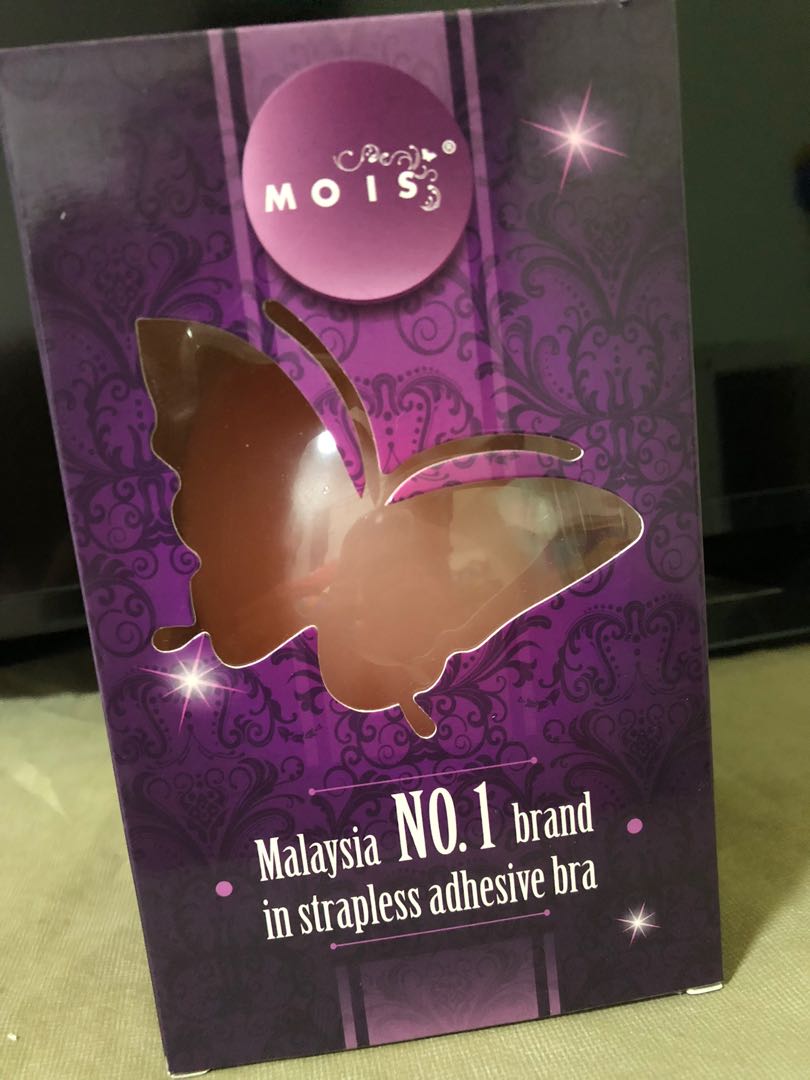 MOIS®
Malaysia NO.1 brand
in strapless adhesive bra